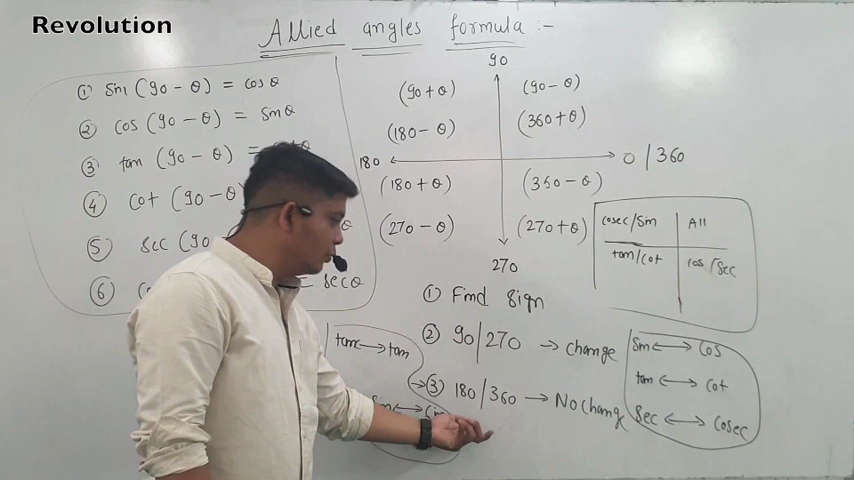 Revolution
Allied angles formula :-
① sin (90 - θ) = cosθ
② cos (90 - θ) = sinθ
③ tan (90 - θ) =
④ cot (90 - θ
⑤ sec (90
θ
⑥
= secθ
90
(90 + θ)
(90 - θ)
(180 - θ)
(360 + θ)
180
0 / 360
(180 + θ)
(360 - θ)
(270 - θ)
(270 + θ)
270
cosec/sin
All
tan/cot
cos/sec
① Find sign
② 90/270 → change
→ ③ 180/360 → No change
tan ↔ tan
sin ↔
sin ↔ cos
tan ↔ cot
sec ↔ cosec